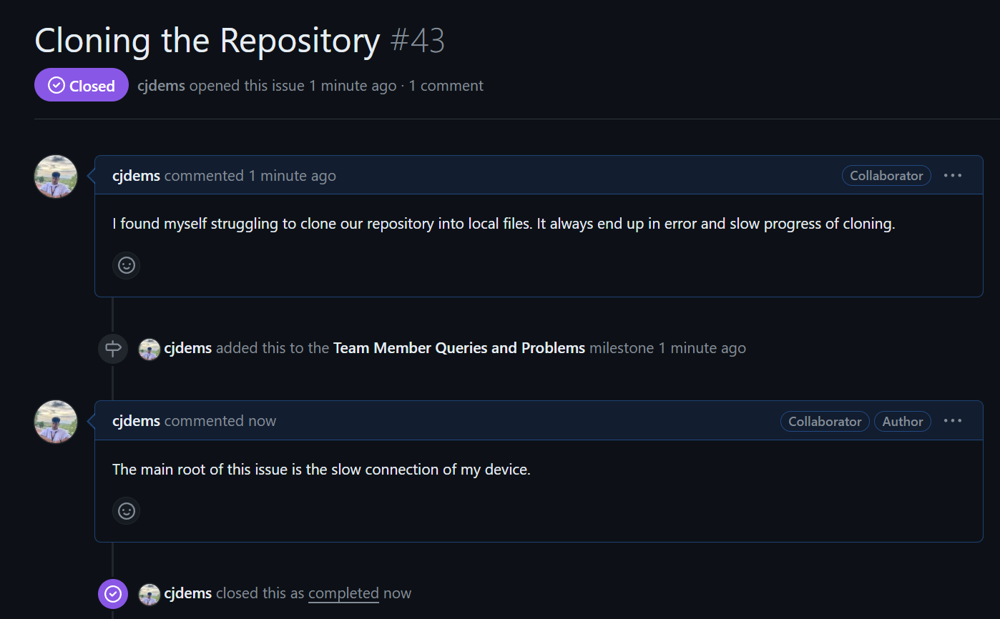 Cloning the Repository #43
Closed cjdems opened this issue 1 minute ago · 1 comment
cjdems commented 1 minute ago Collaborator
I found myself struggling to clone our repository into local files. It always end up in error and slow progress of cloning.
cjdems added this to the Team Member Queries and Problems milestone 1 minute ago
cjdems commented now Collaborator Author
The main root of this issue is the slow connection of my device.
cjdems closed this as completed now